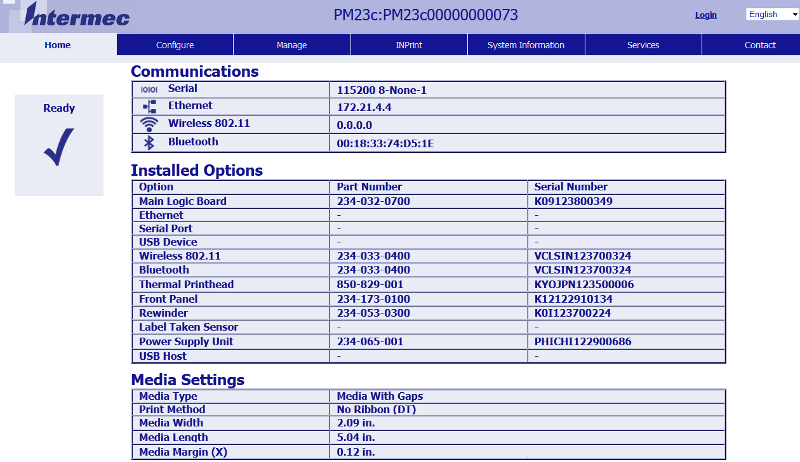 Intermec PM23c:PM23c00000000073 Login English
Home Configure Manage INPrint System Information Services Contact
Ready
Communications
Serial 115200 8-None-1
Ethernet 172.21.4.4
Wireless 802.11 0.0.0.0
Bluetooth 00:18:33:74:D5:1E
Installed Options
Option Part Number Serial Number
Main Logic Board 234-032-0700 K09123800349
Ethernet - -
Serial Port - -
USB Device - -
Wireless 802.11 234-033-0400 VCLSIN123700324
Bluetooth 234-033-0400 VCLSIN123700324
Thermal Printhead 850-829-001 KYOJPN123500006
Front Panel 234-173-0100 K12122910134
Rewinder 234-053-0300 K0I123700224
Label Taken Sensor - -
Power Supply Unit 234-065-001 PHICHI122900686
USB Host - -
Media Settings
Media Type Media With Gaps
Print Method No Ribbon (DT)
Media Width 2.09 in.
Media Length 5.04 in.
Media Margin (X) 0.12 in.